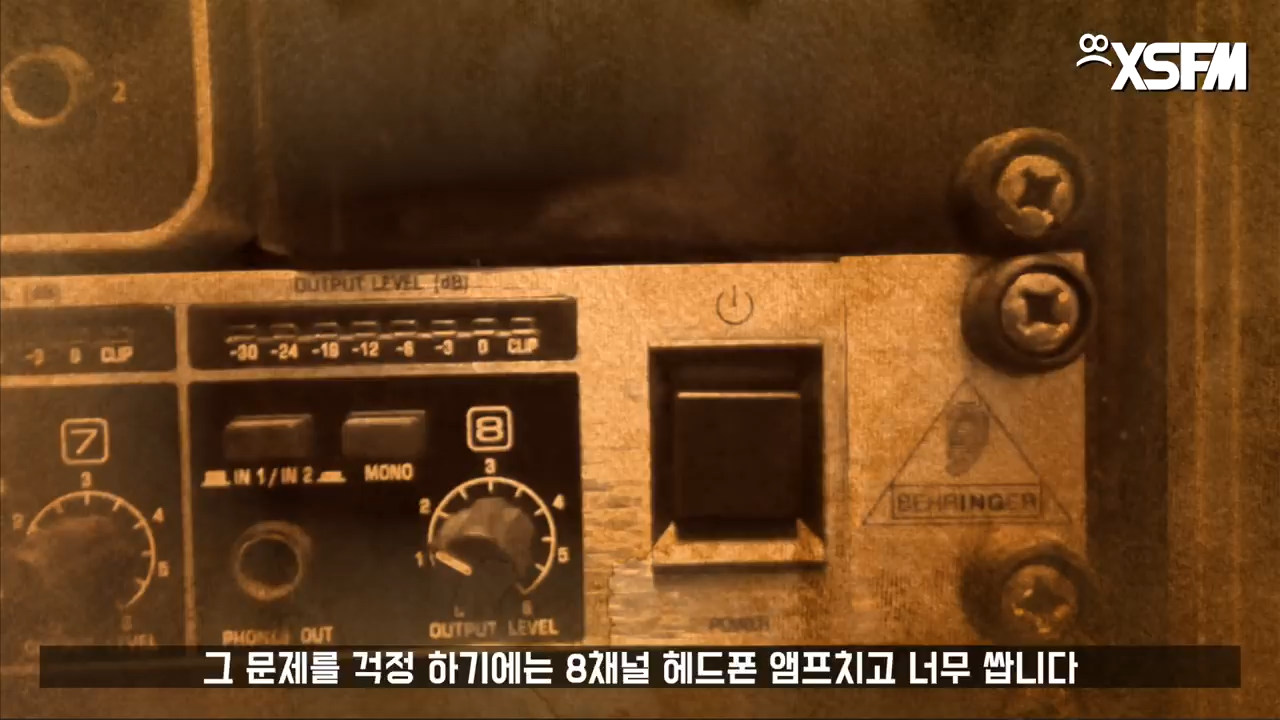 XSFM
2
OUTPUT LEVEL (dB)
-3 0 CLIP
-30 -24 -18 -12 -6 -3 0 CLIP
7
8
IN 1 / IN 2
MONO
2 3 4 5
1 2 3 4 5 6
BEHRINGER
PHONES OUT
OUTPUT LEVEL
LEVEL
POWER
그 문제를 걱정 하기에는 8채널 헤드폰 앰프치고 너무 쌉니다